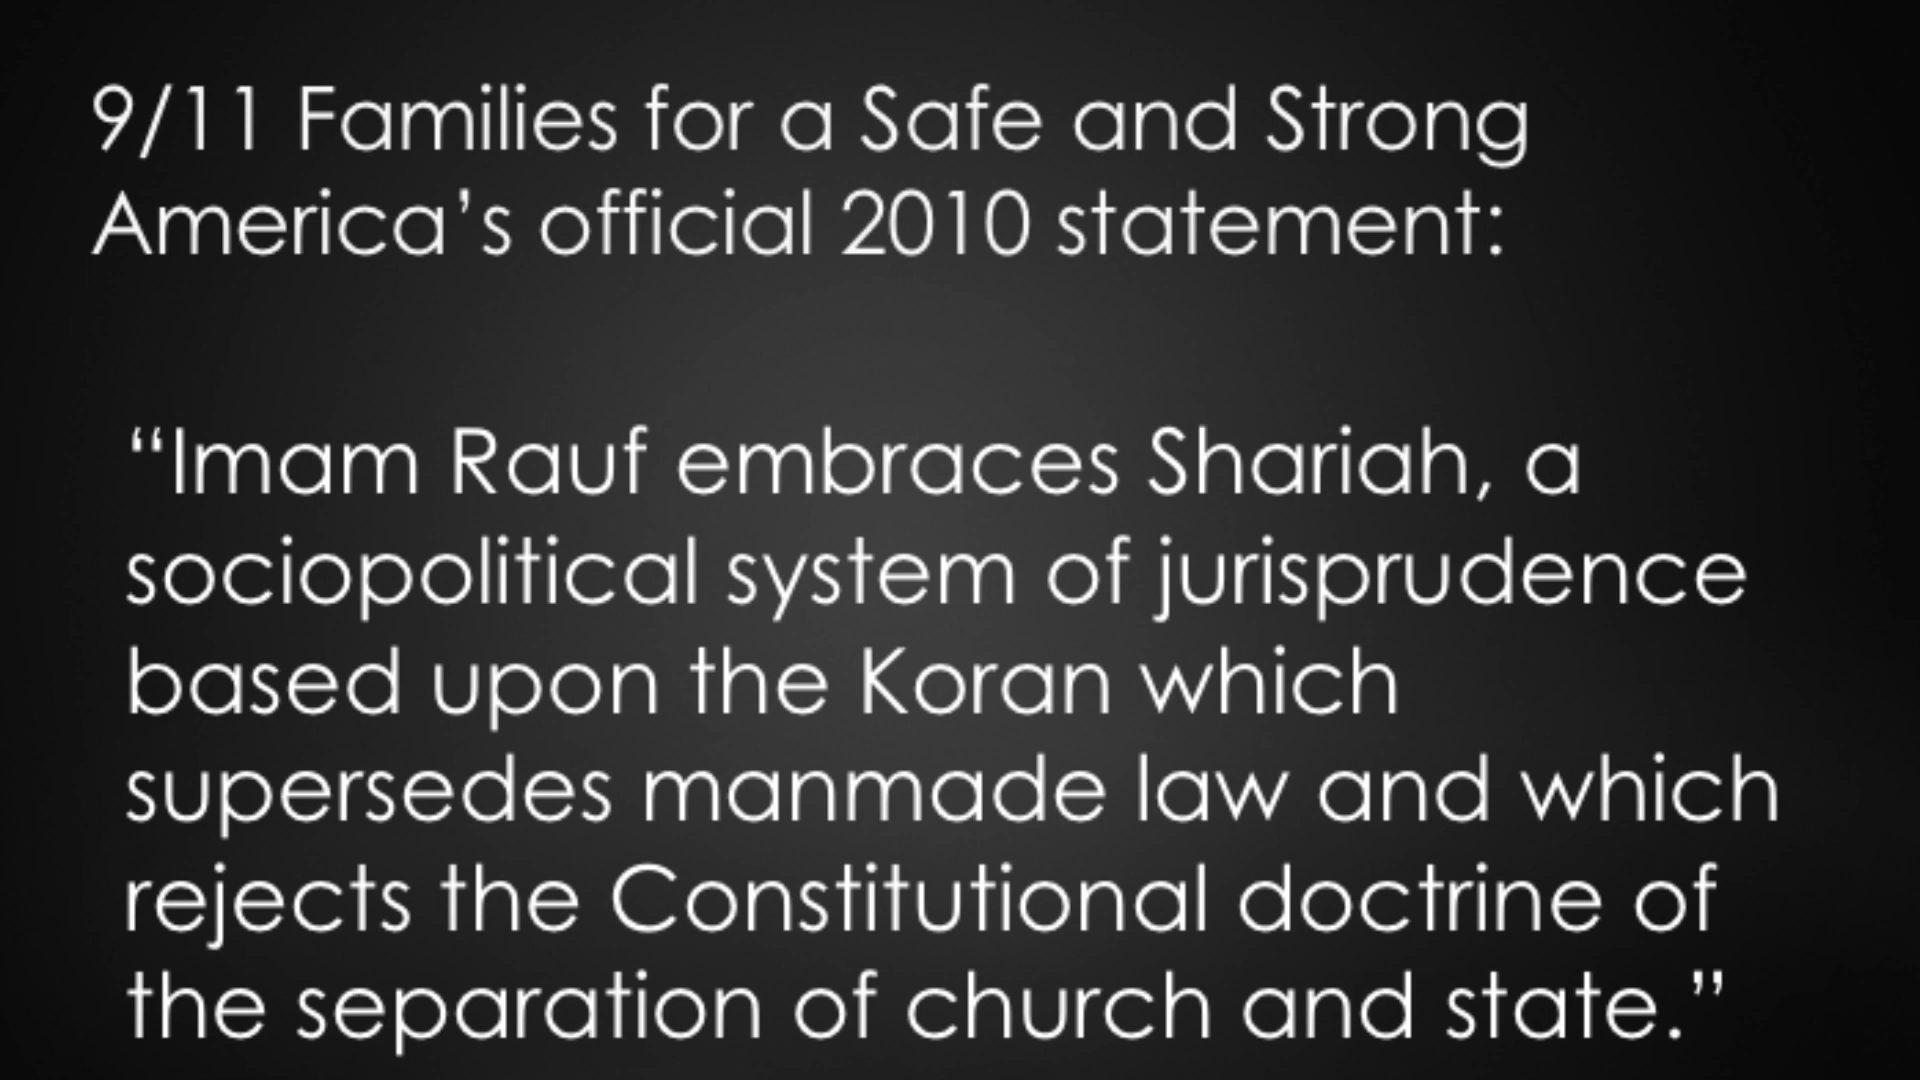 9/11 Families for a Safe and Strong
America’s official 2010 statement:
“Imam Rauf embraces Shariah, a
sociopolitical system of jurisprudence
based upon the Koran which
supersedes manmade law and which
rejects the Constitutional doctrine of
the separation of church and state.”